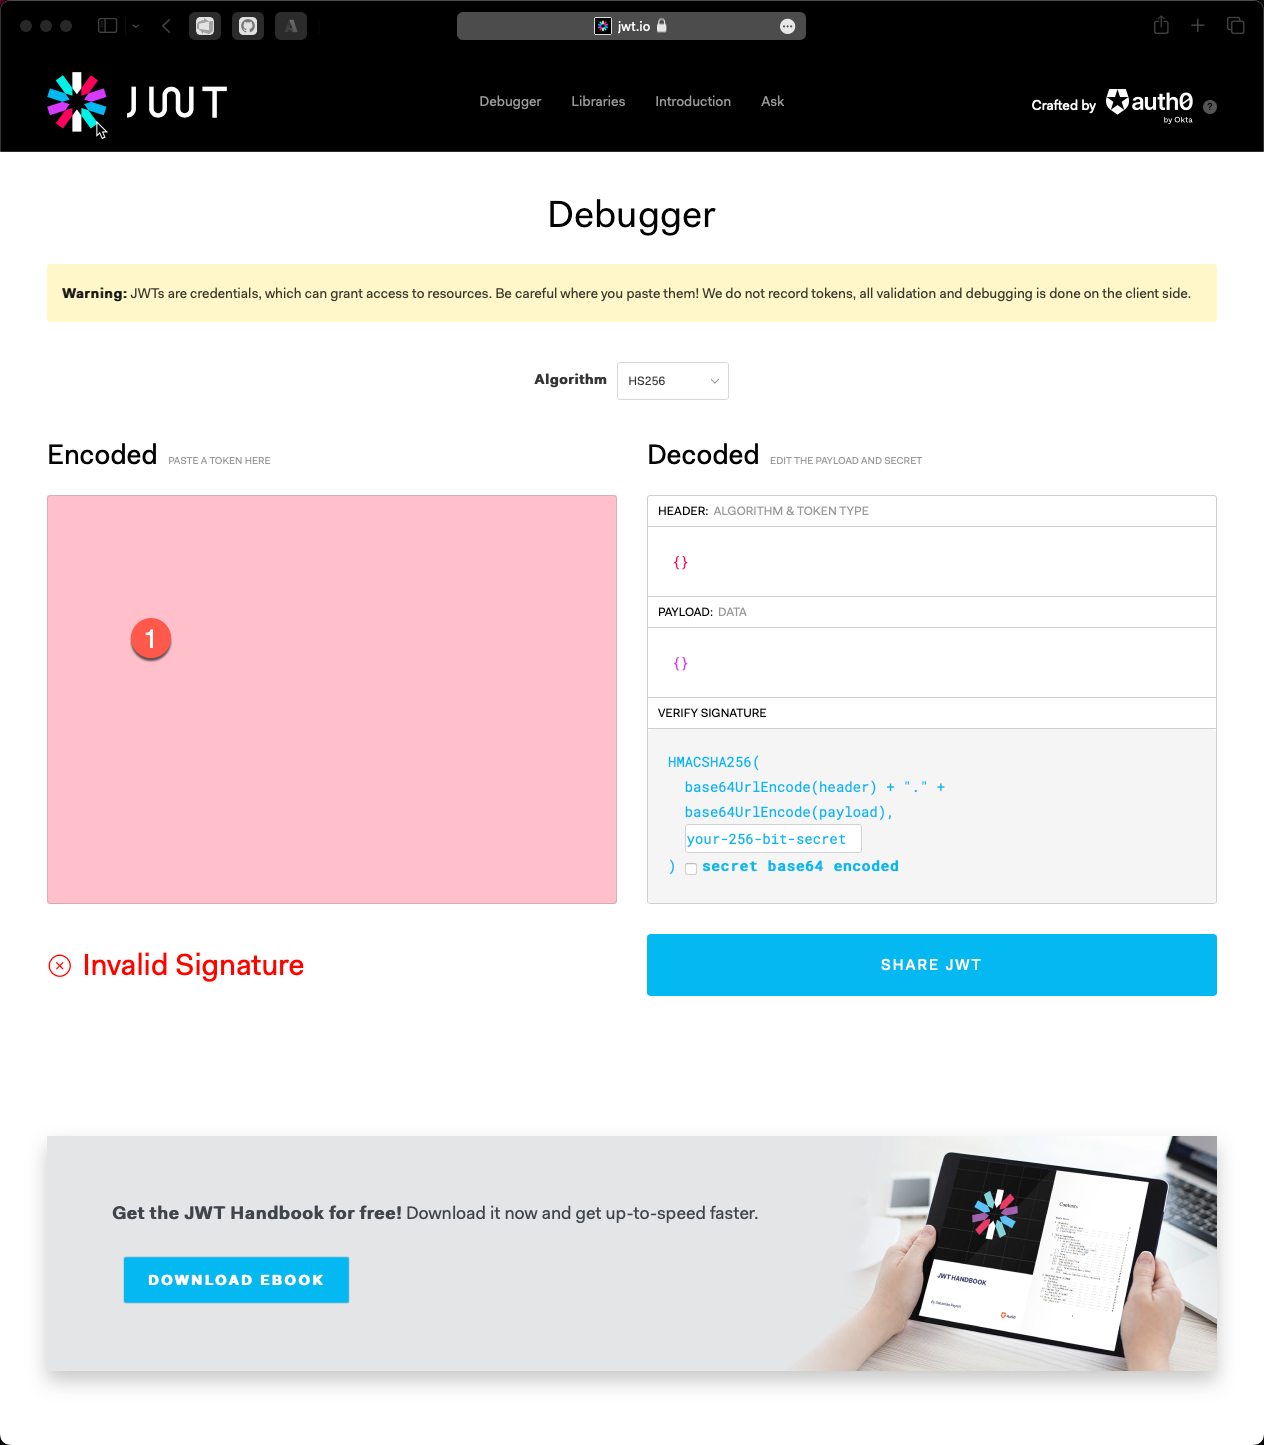 jwt.io
JWT
Debugger
Libraries
Introduction
Ask
Crafted by auth0
by Okta
?
Debugger
Warning: JWTs are credentials, which can grant access to resources. Be careful where you paste them! We do not record tokens, all validation and debugging is done on the client side.
Algorithm HS256
Encoded PASTE A TOKEN HERE
1
Invalid Signature
Decoded EDIT THE PAYLOAD AND SECRET
HEADER: ALGORITHM & TOKEN TYPE
{}
PAYLOAD: DATA
{}
VERIFY SIGNATURE
HMACSHA256(
base64UrlEncode(header) + "." +
base64UrlEncode(payload),
your-256-bit-secret
) secret base64 encoded
SHARE JWT
Get the JWT Handbook for free! Download it now and get up-to-speed faster.
DOWNLOAD EBOOK
JWT HANDBOOK
Contents